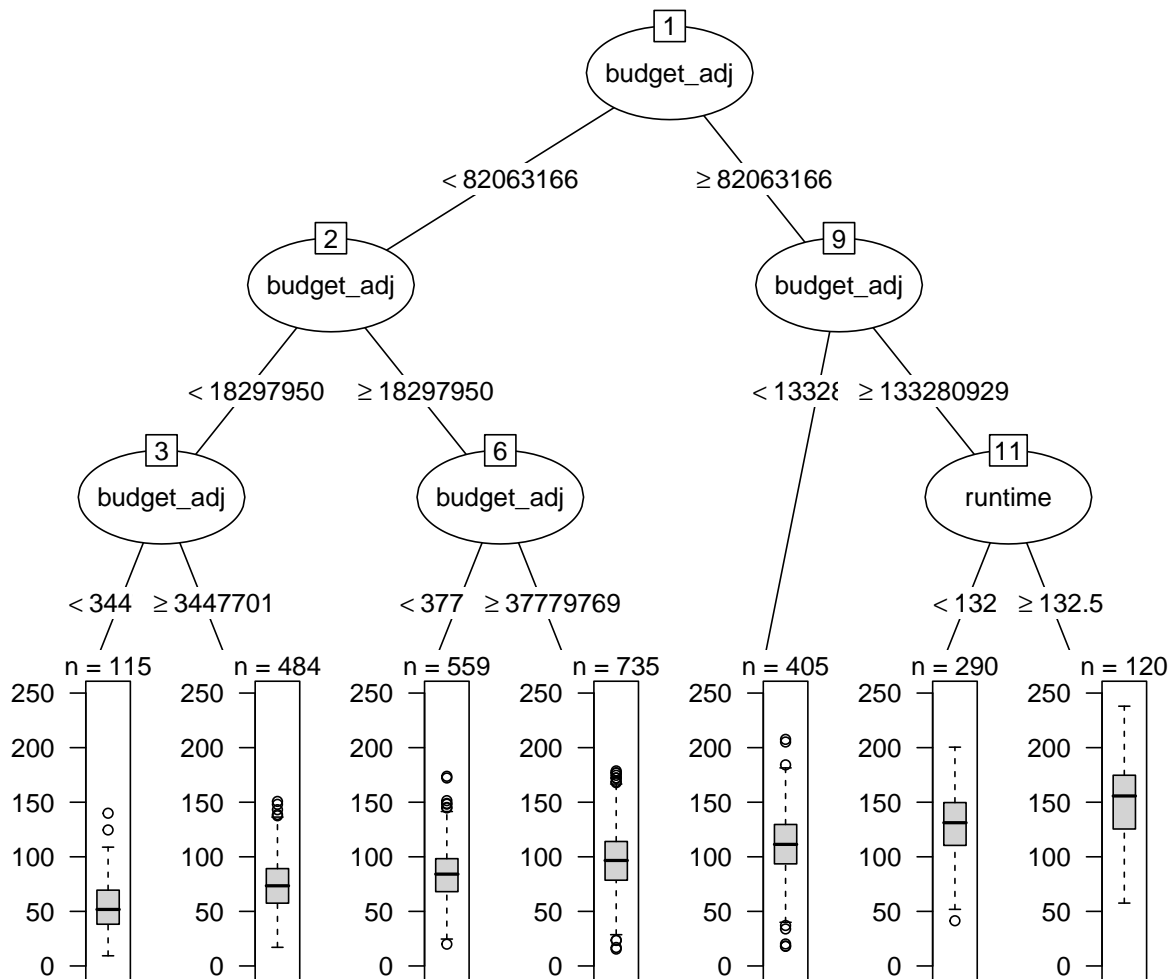 1
budget_adj
< 82063166
≥ 82063166
2
budget_adj
9
budget_adj
< 18297950
≥ 18297950
< 13328
≥ 133280929
3
budget_adj
6
budget_adj
11
runtime
< 344
≥ 3447701
< 377
≥ 37779769
< 132
≥ 132.5
n = 115
n = 484
n = 559
n = 735
n = 405
n = 290
n = 120
250 250 250 250 250 250 250
200 200 200 200 200 200 200
150 150 150 150 150 150 150
100 100 100 100 100 100 100
50 50 50 50 50 50 50
0 0 0 0 0 0 0